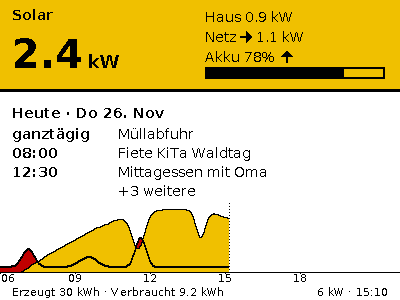 Solar
2.4 kW
Haus 0.9 kW
Netz → 1.1 kW
Akku 78% ↑
Heute · Do 26. Nov
ganztägig Müllabfuhr
08:00 Fiete KiTa Waldtag
12:30 Mittagessen mit Oma
+3 weitere
06 09 12 15 18
Erzeugt 30 kWh · Verbraucht 9.2 kWh 6 kW · 15:10